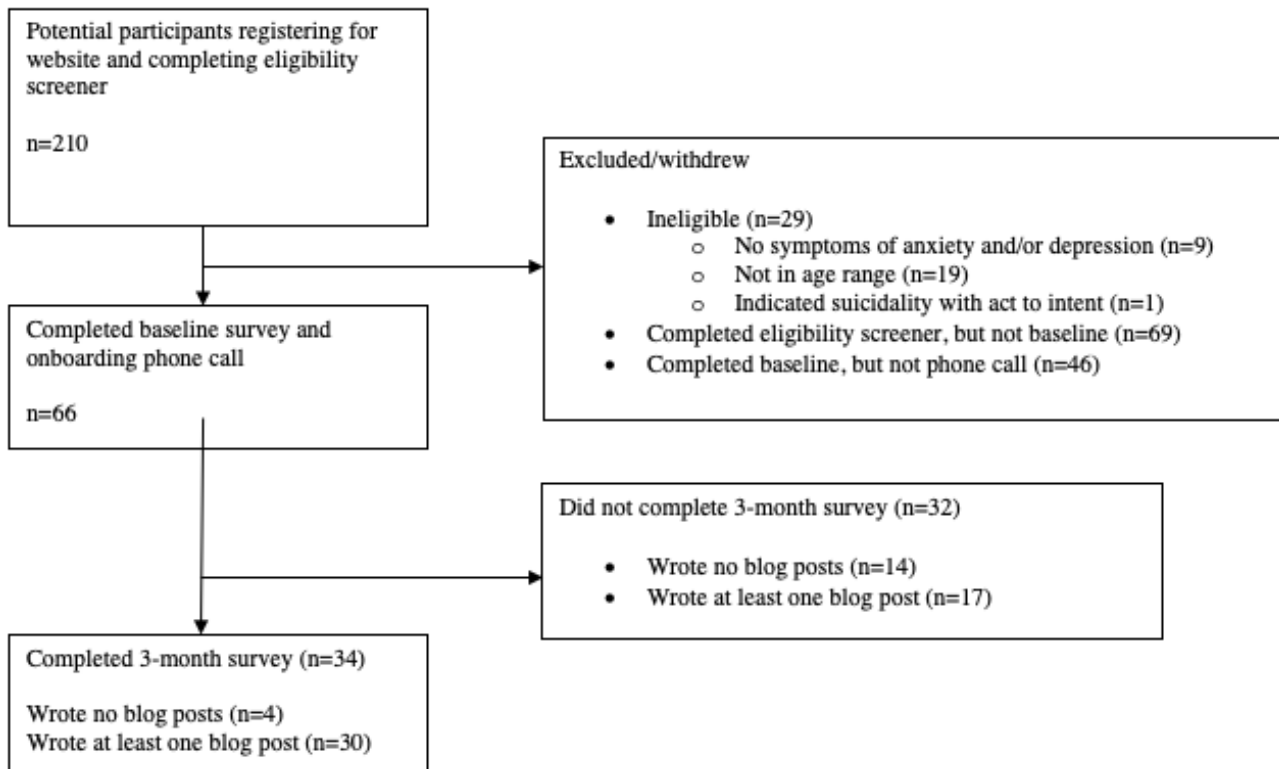 Potential participants registering for
website and completing eligibility
screener
n=210
Excluded/withdrew
• Ineligible (n=29)
o No symptoms of anxiety and/or depression (n=9)
o Not in age range (n=19)
o Indicated suicidality with act to intent (n=1)
• Completed eligibility screener, but not baseline (n=69)
• Completed baseline, but not phone call (n=46)
Completed baseline survey and
onboarding phone call
n=66
Did not complete 3-month survey (n=32)
• Wrote no blog posts (n=14)
• Wrote at least one blog post (n=17)
Completed 3-month survey (n=34)
Wrote no blog posts (n=4)
Wrote at least one blog post (n=30)